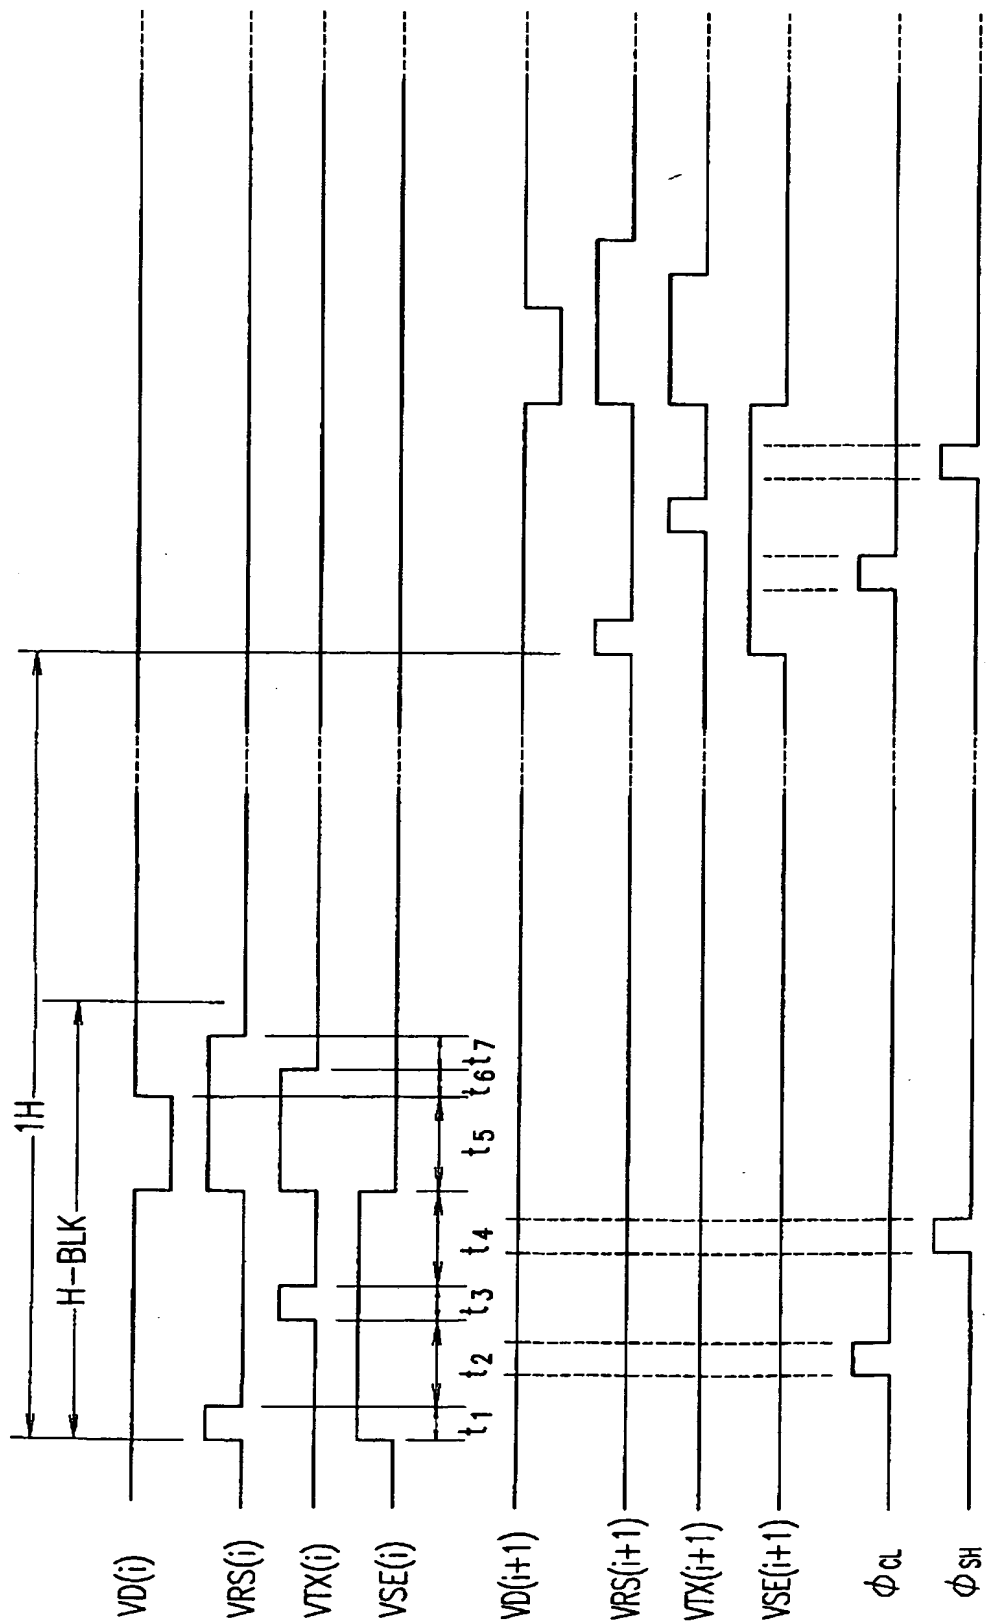 1H
H-BLK
VD(i)
VRS(i)
VTX(i)
VSE(i)
t1 t2 t3 t4 t5 t6 t7
VD(i+1)
VRS(i+1)
VTX(i+1)
VSE(i+1)
ϕCL
ϕSH